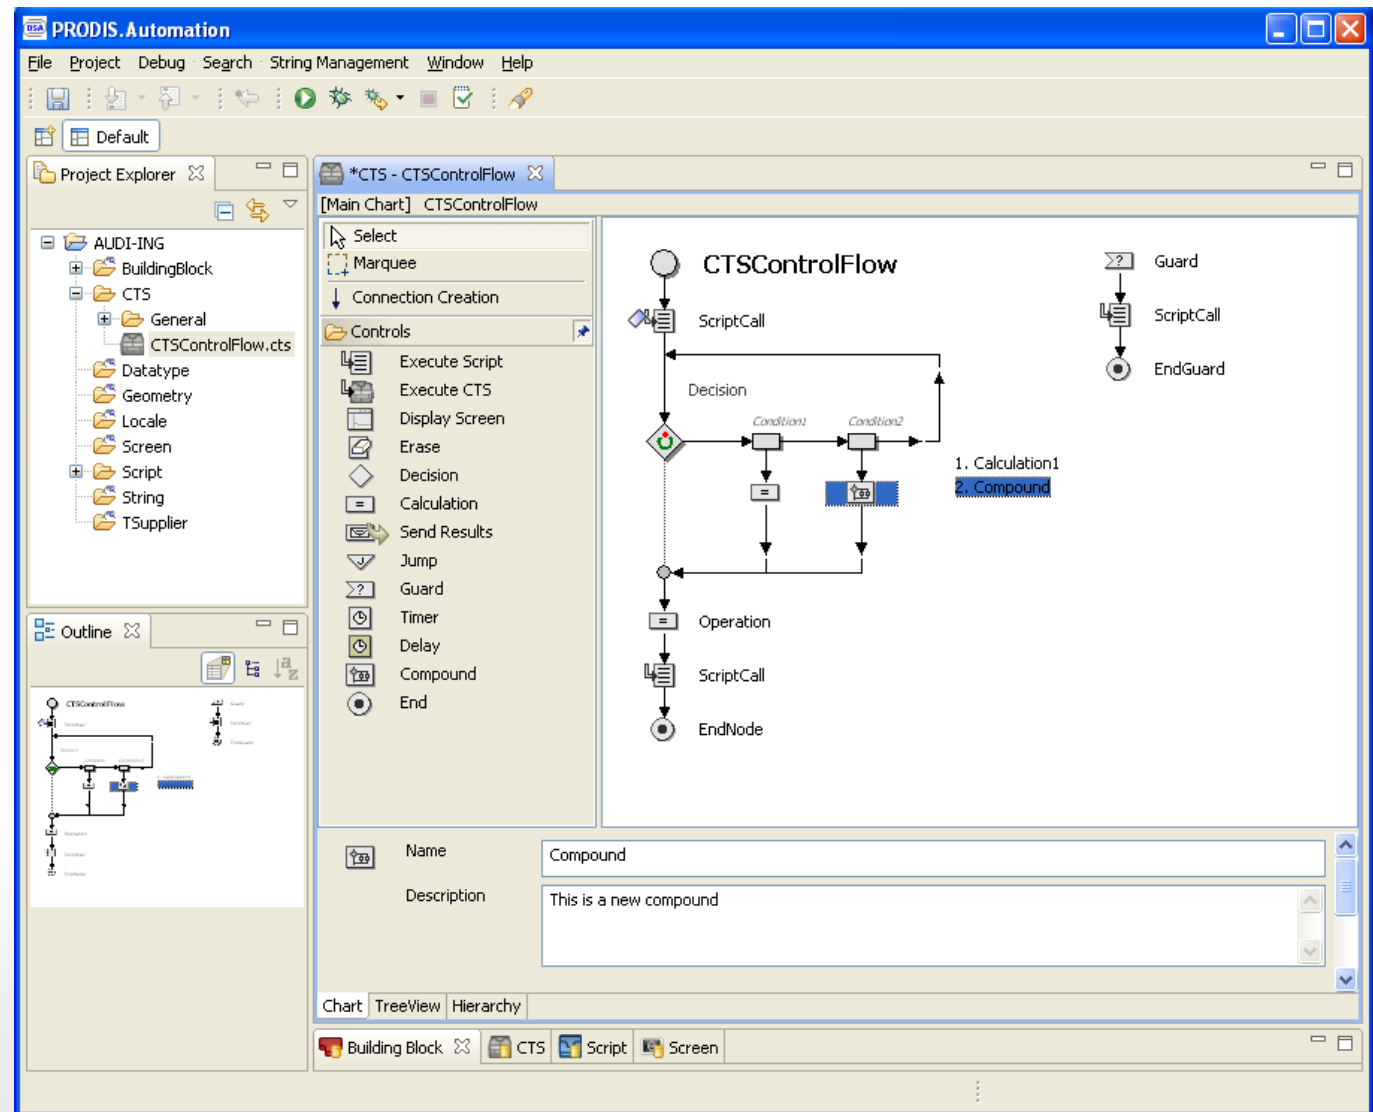 DSA PRODIS.Automation
File Project Debug Search String Management Window Help
Default
Project Explorer
*CTS - CTSControlFlow
[Main Chart] CTSControlFlow
AUDI-ING
BuildingBlock
CTS
General
CTSControlFlow.cts
Datatype
Geometry
Locale
Screen
Script
String
TSupplier
Select
Marquee
Connection Creation
Controls
Execute Script
Execute CTS
Display Screen
Erase
Decision
Calculation
Send Results
Jump
Guard
Timer
Delay
Compound
End
CTSControlFlow
ScriptCall
Decision
Condition1 Condition2
1. Calculation1
2. Compound
Operation
ScriptCall
EndNode
Guard
ScriptCall
EndGuard
Outline
CTSControlFlow
Name Compound
Description This is a new compound
Chart TreeView Hierarchy
Building Block CTS Script Screen